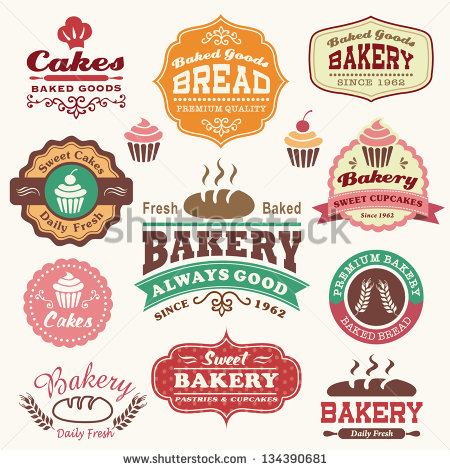 Cakes
BAKED GOODS
Baked Goods
BREAD
PREMIUM QUALITY
Baked Goods
BAKERY
SINCE 1962
Sweet Cakes
Daily Fresh
Fresh Baked
BAKERY
ALWAYS GOOD
SINCE 1962
Bakery
SWEET CUPCAKES
Since 1962
Cakes
PREMIUM BAKERY
BAKED BREAD
Bakery
Daily Fresh
Sweet
BAKERY
PASTRIES & CUPCAKES
BAKERY
Daily Fresh
shutterstock
www.shutterstock.com · 134390681